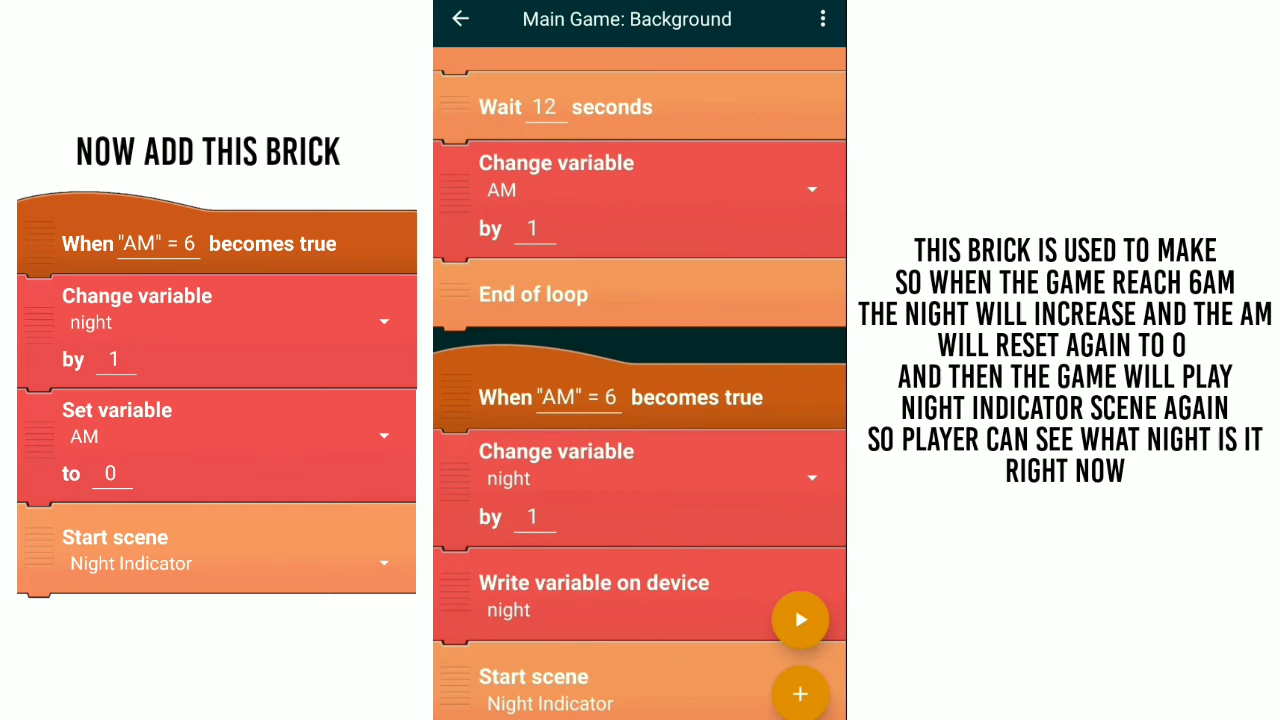 NOW ADD THIS BRICK
When "AM" = 6 becomes true
Change variable
night
by 1
Set variable
AM
to 0
Start scene
Night Indicator
Main Game: Background
Wait 12 seconds
Change variable
AM
by 1
End of loop
When "AM" = 6 becomes true
Change variable
night
by 1
Write variable on device
night
Start scene
Night Indicator
THIS BRICK IS USED TO MAKE
SO WHEN THE GAME REACH 6AM
THE NIGHT WILL INCREASE AND THE AM
WILL RESET AGAIN TO 0
AND THEN THE GAME WILL PLAY
NIGHT INDICATOR SCENE AGAIN
SO PLAYER CAN SEE WHAT NIGHT IS IT
RIGHT NOW